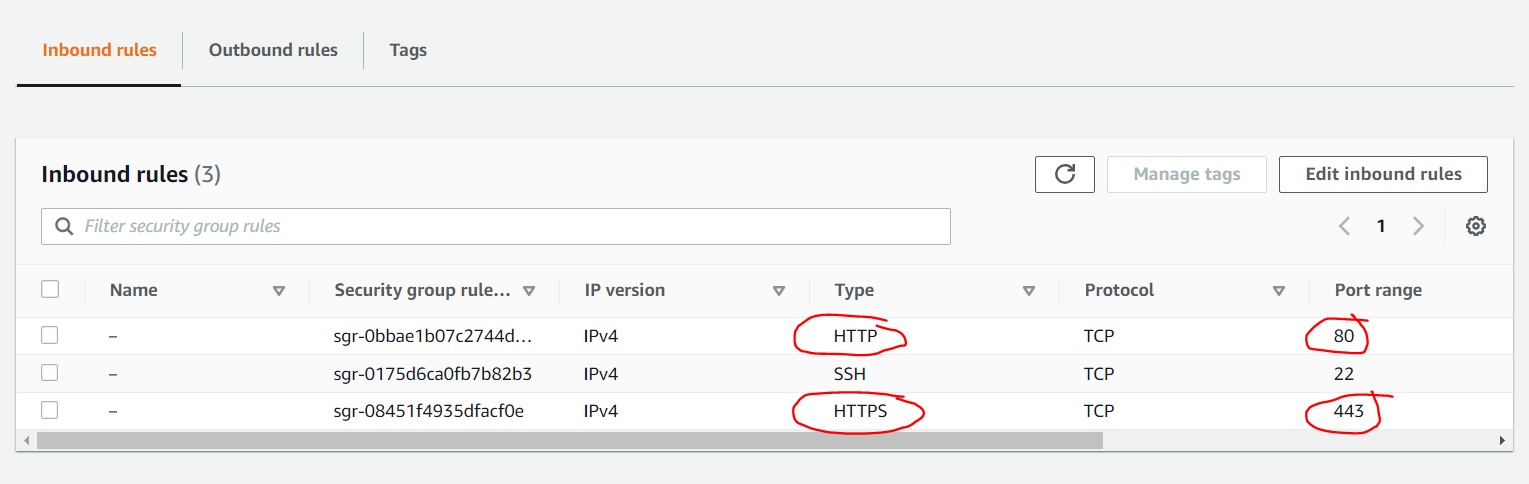 Inbound rules Outbound rules Tags
Inbound rules (3) Manage tags Edit inbound rules
Filter security group rules 1
Name Security group rule... IP version Type Protocol Port range
– sgr-0bbae1b07c2744d... IPv4 HTTP TCP 80
– sgr-0175d6ca0fb7b82b3 IPv4 SSH TCP 22
– sgr-08451f4935dfacf0e IPv4 HTTPS TCP 443